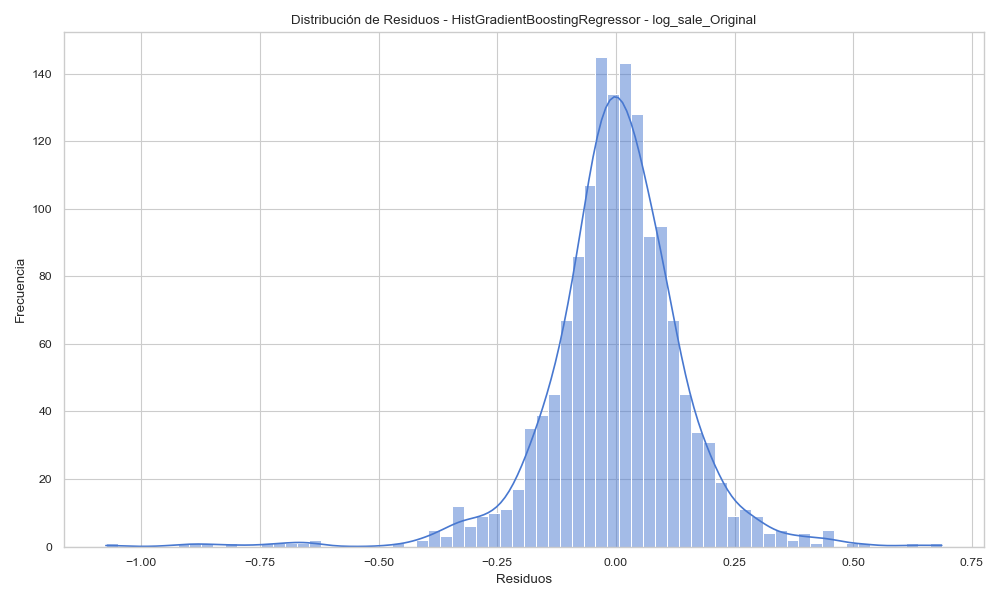 Distribución de Residuos - HistGradientBoostingRegressor - log_sale_Original
Frecuencia
140
120
100
80
60
40
20
0
−1.00 −0.75 −0.50 −0.25 0.00 0.25 0.50 0.75
Residuos